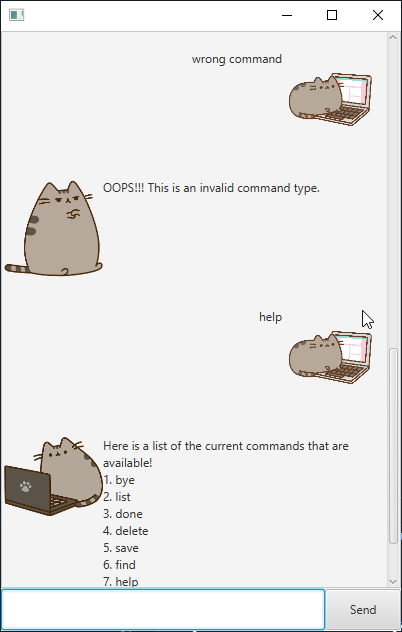 wrong command
OOPS!!! This is an invalid command type.
help
Here is a list of the current commands that are
available!
1. bye
2. list
3. done
4. delete
5. save
6. find
7. help
Send